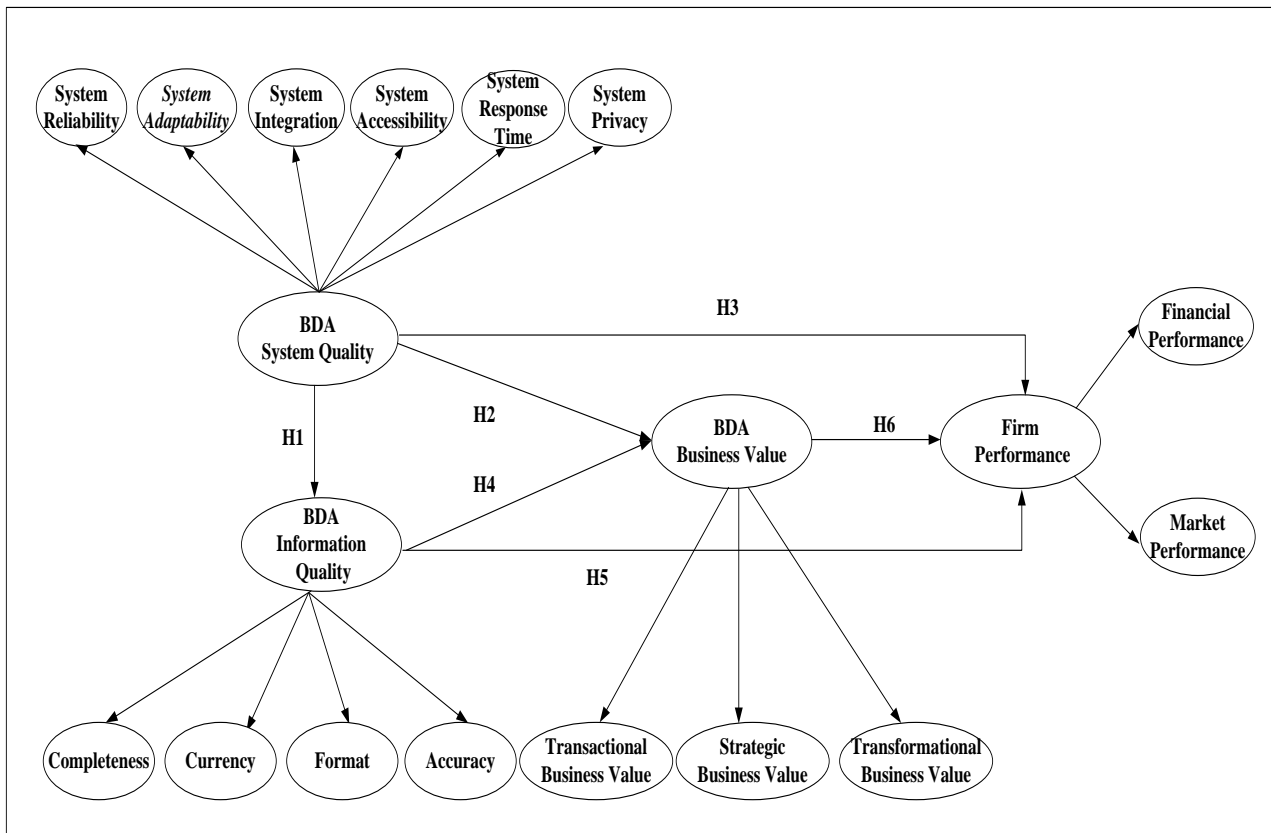 System
Reliability
System
Adaptability
System
Integration
System
Accessibility
System
Response
Time
System
Privacy
BDA
System Quality
H3
Financial
Performance
H2
H1
BDA
Business Value
H6
Firm
Performance
H4
BDA
Information
Quality
Market
Performance
H5
Completeness
Currency
Format
Accuracy
Transactional
Business Value
Strategic
Business Value
Transformational
Business Value